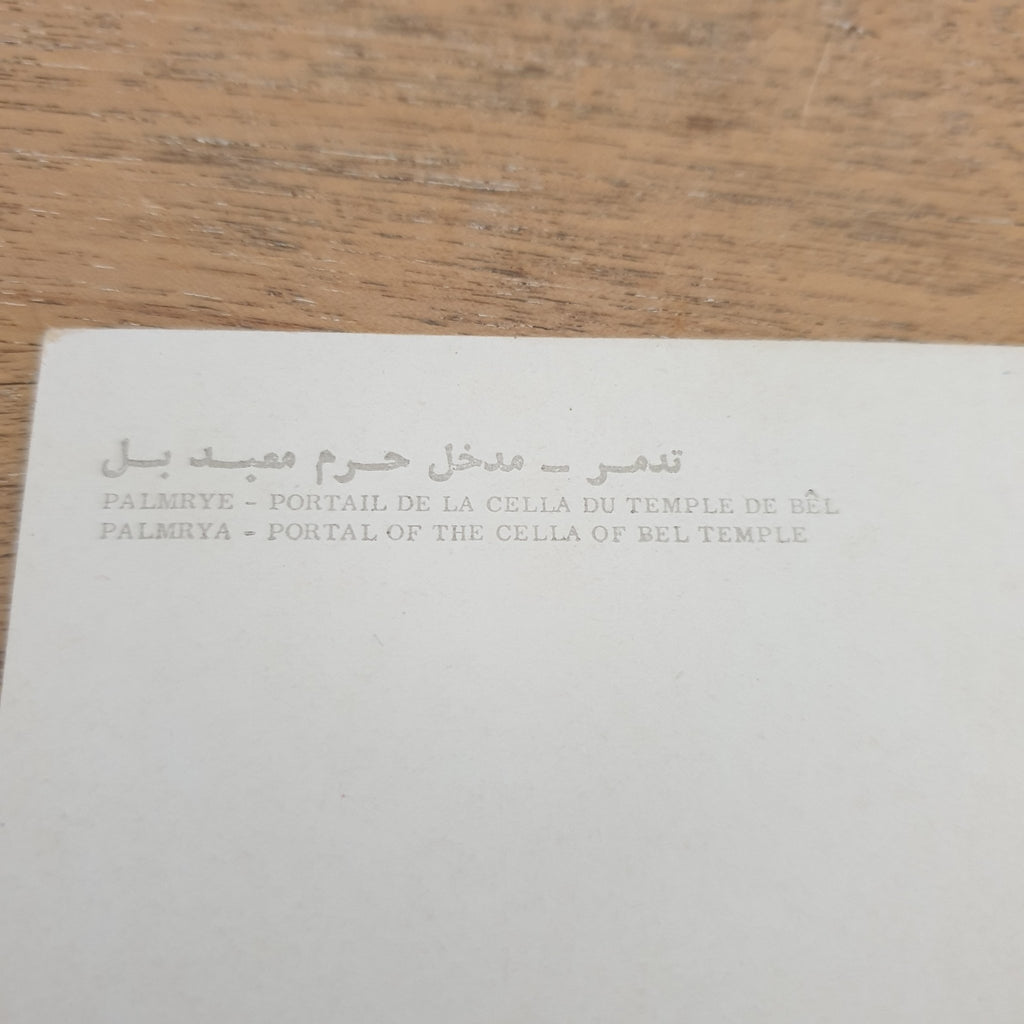 تدمر - مدخل حرم معبد بل
PALMRYE - PORTAIL DE LA CELLA DU TEMPLE DE BÊL
PALMRYA - PORTAL OF THE CELLA OF BEL TEMPLE